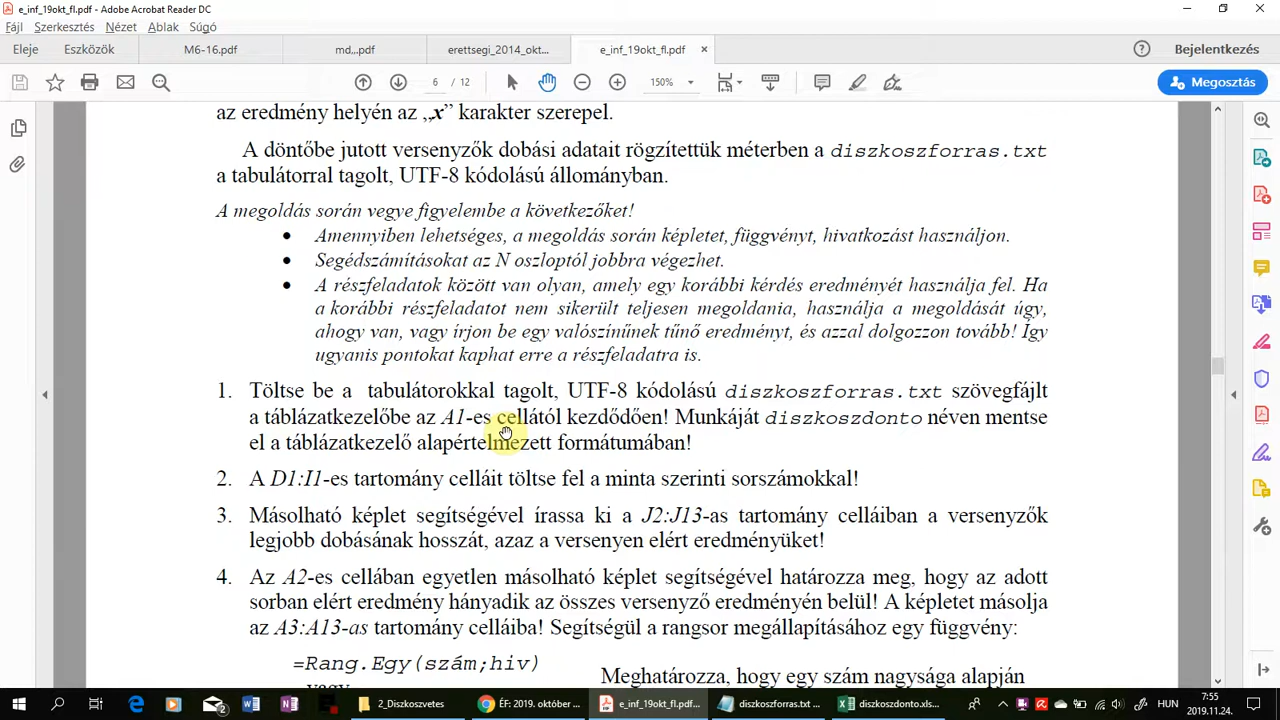 e_inf_19okt_fl.pdf - Adobe Acrobat Reader DC
Fájl Szerkesztés Nézet Ablak Súgó
Eleje Eszközök M6-16.pdf md,..pdf erettsegi_2014_okt... e_inf_19okt_fl.pdf × Bejelentkezés
6 / 12 150% Megosztás
az eredmény helyén az „x” karakter szerepel.
A döntőbe jutott versenyzők dobási adatait rögzítettük méterben a diszkoszforras.txt
a tabulátorral tagolt, UTF-8 kódolású állományban.
A megoldás során vegye figyelembe a következőket!
• Amennyiben lehetséges, a megoldás során képletet, függvényt, hivatkozást használjon.
• Segédszámításokat az N oszloptól jobbra végezhet.
• A részfeladatok között van olyan, amely egy korábbi kérdés eredményét használja fel. Ha
a korábbi részfeladatot nem sikerült teljesen megoldania, használja a megoldását úgy,
ahogy van, vagy írjon be egy valószínűnek tűnő eredményt, és azzal dolgozzon tovább! Így
ugyanis pontokat kaphat erre a részfeladatra is.
1. Töltse be a tabulátorokkal tagolt, UTF-8 kódolású diszkoszforras.txt szövegfájlt
a táblázatkezelőbe az A1-es cellától kezdődően! Munkáját diszkoszdonto néven mentse
el a táblázatkezelő alapértelmezett formátumában!
2. A D1:I1-es tartomány celláit töltse fel a minta szerinti sorszámokkal!
3. Másolható képlet segítségével írassa ki a J2:J13-as tartomány celláiban a versenyzők
legjobb dobásának hosszát, azaz a versenyen elért eredményüket!
4. Az A2-es cellában egyetlen másolható képlet segítségével határozza meg, hogy az adott
sorban elért eredmény hányadik az összes versenyző eredményén belül! A képletet másolja
az A3:A13-as tartomány celláiba! Segítségül a rangsor megállapításához egy függvény:
=Rang.Egy(szám;hiv)
Meghatározza, hogy egy szám nagysága alapján
vagy
2_Diszkoszvetes ÉF: 2019. október ... e_inf_19okt_fl.pdf... diszkoszforras.txt ... diszkoszdonto.xls... HUN 7:55
2019.11.24.